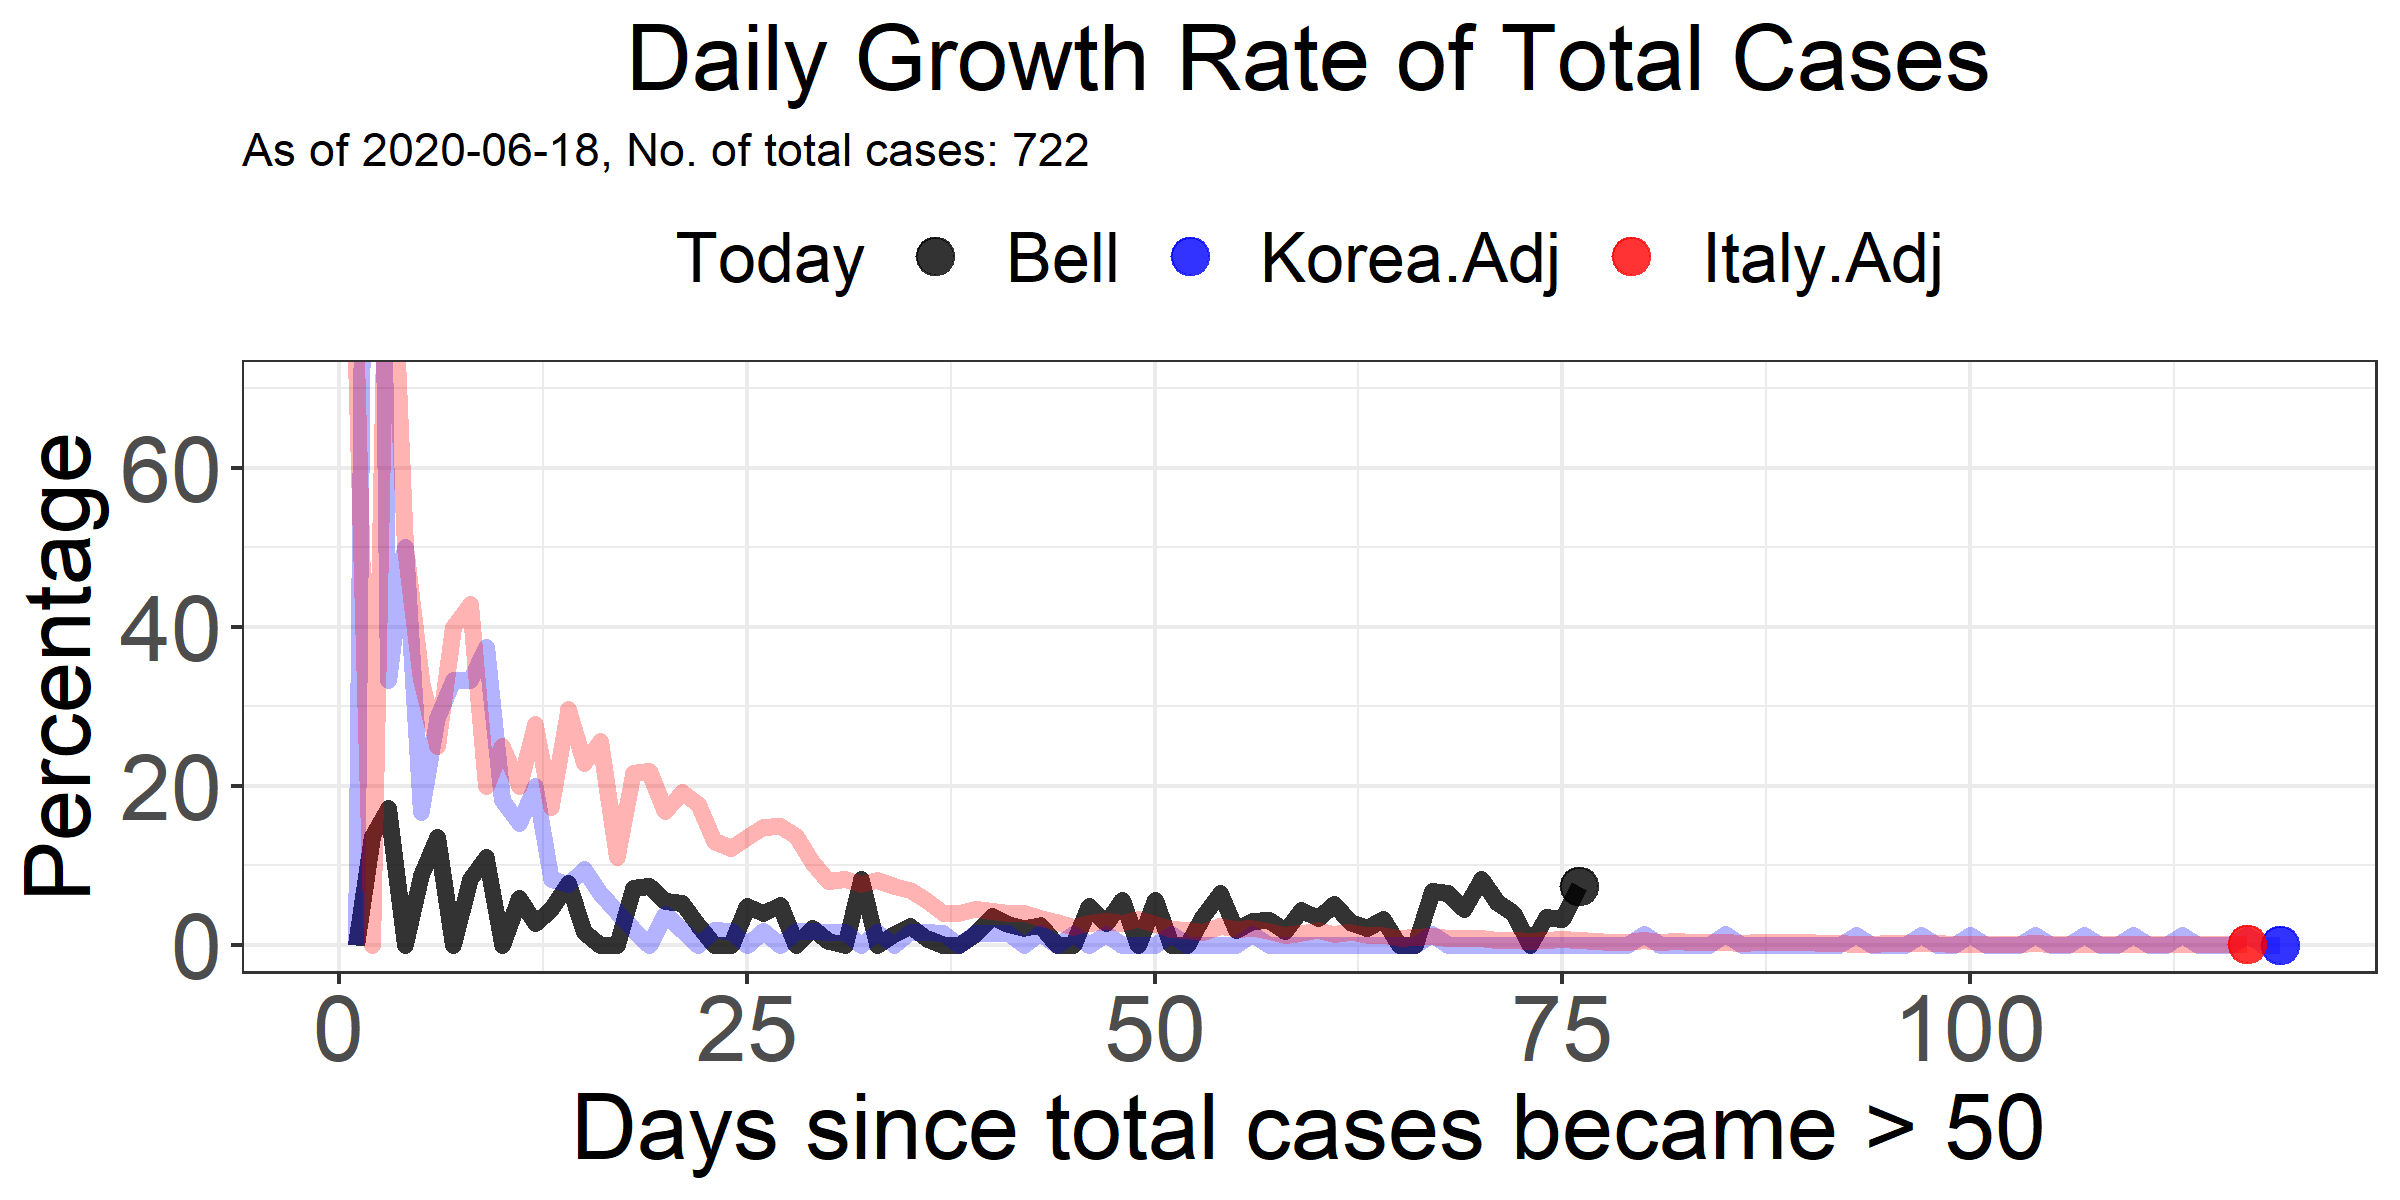 Daily Growth Rate of Total Cases
As of 2020-06-18, No. of total cases: 722
Today Bell Korea.Adj Italy.Adj
Percentage
60
40
20
0
0 25 50 75 100
Days since total cases became > 50